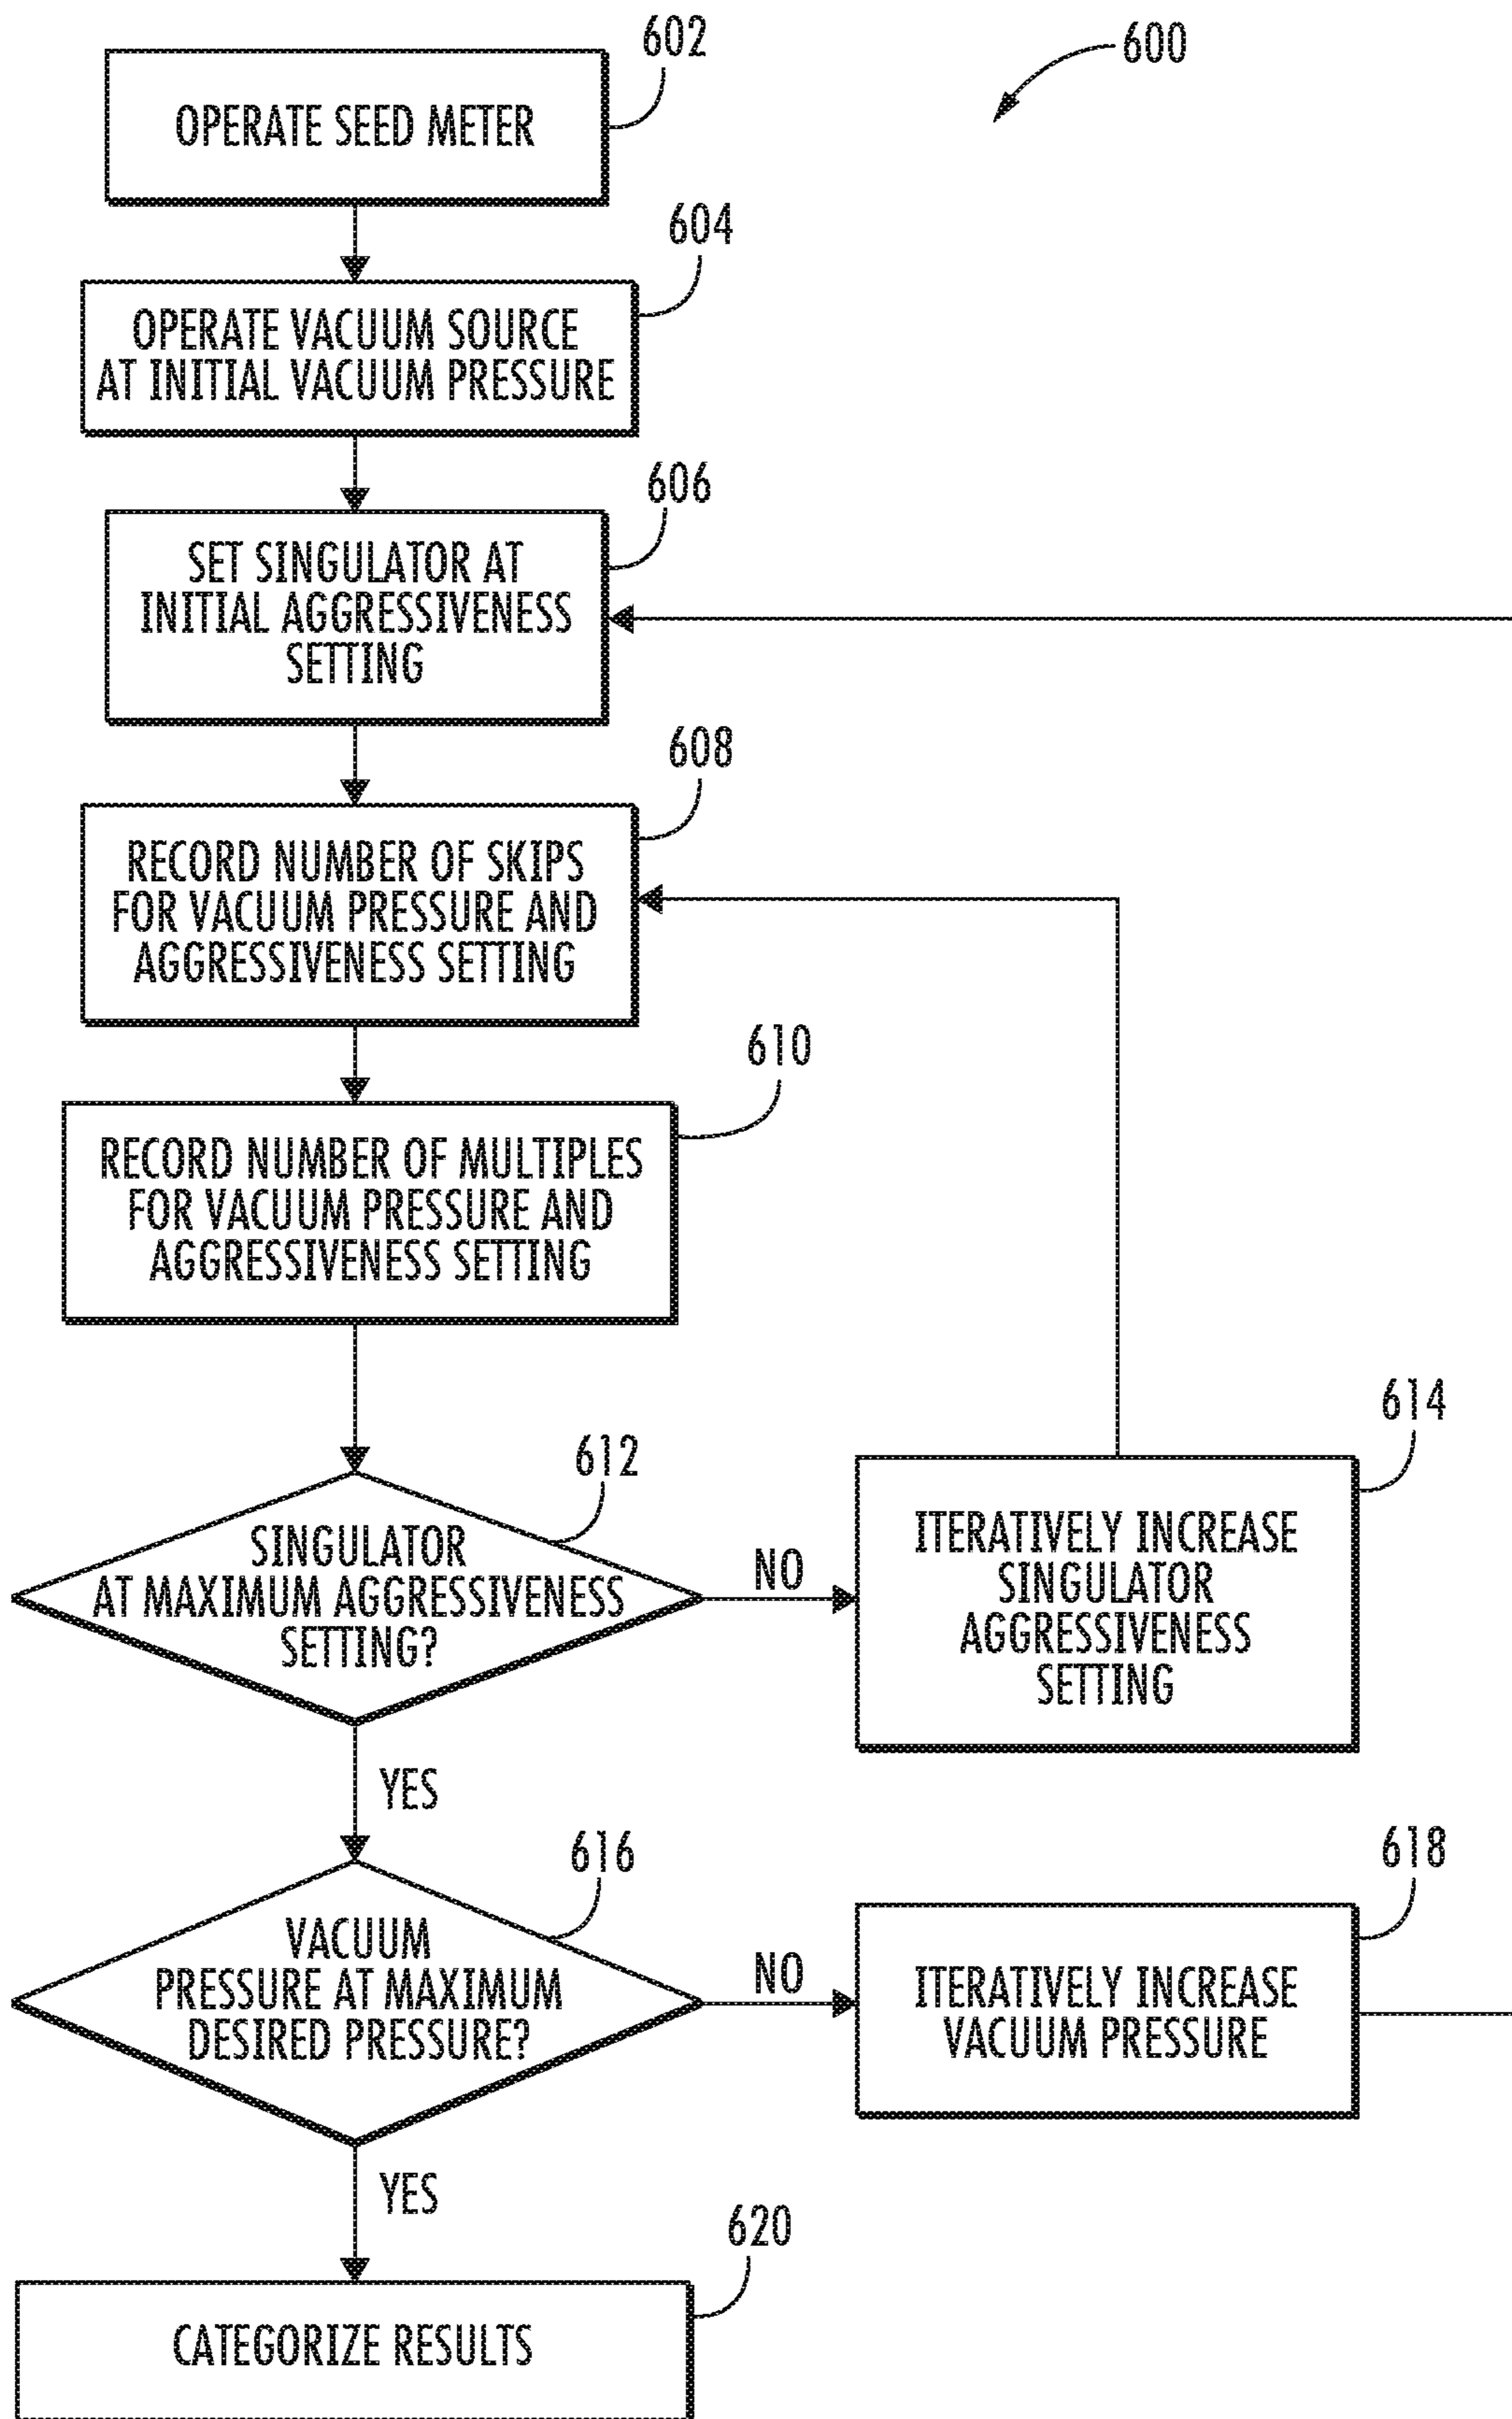 602
600
OPERATE SEED METER
604
OPERATE VACUUM SOURCE
AT INITIAL VACUUM PRESSURE
606
SET SINGULATOR AT
INITIAL AGGRESSIVENESS
SETTING
608
RECORD NUMBER OF SKIPS
FOR VACUUM PRESSURE AND
AGGRESSIVENESS SETTING
610
RECORD NUMBER OF MULTIPLES
FOR VACUUM PRESSURE AND
AGGRESSIVENESS SETTING
612
SINGULATOR
AT MAXIMUM AGGRESSIVENESS
SETTING?
NO
614
ITERATIVELY INCREASE
SINGULATOR
AGGRESSIVENESS
SETTING
YES
616
VACUUM
PRESSURE AT MAXIMUM
DESIRED PRESSURE?
NO
618
ITERATIVELY INCREASE
VACUUM PRESSURE
YES
620
CATEGORIZE RESULTS